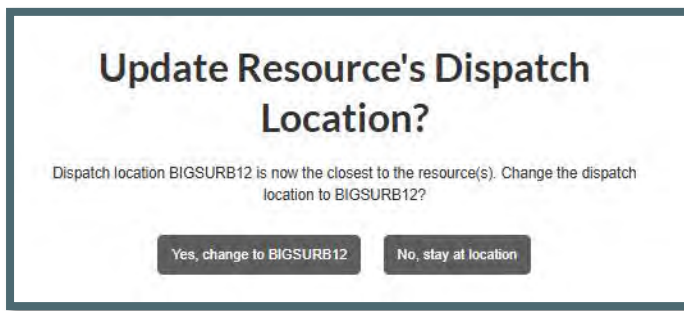 Update Resource's Dispatch
Location?
Dispatch location BIGSURB12 is now the closest to the resource(s). Change the dispatch
location to BIGSURB12?
Yes, change to BIGSURB12
No, stay at location